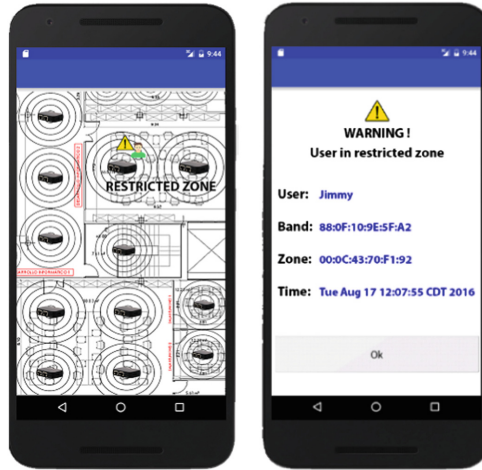 9:44
RESTRICTED ZONE
9:44
WARNING !
User in restricted zone
User: Jimmy
Band: 88:0F:10:9E:5F:A2
Zone: 00:0C:43:70:F1:92
Time: Tue Aug 17 12:07:55 CDT 2016
Ok